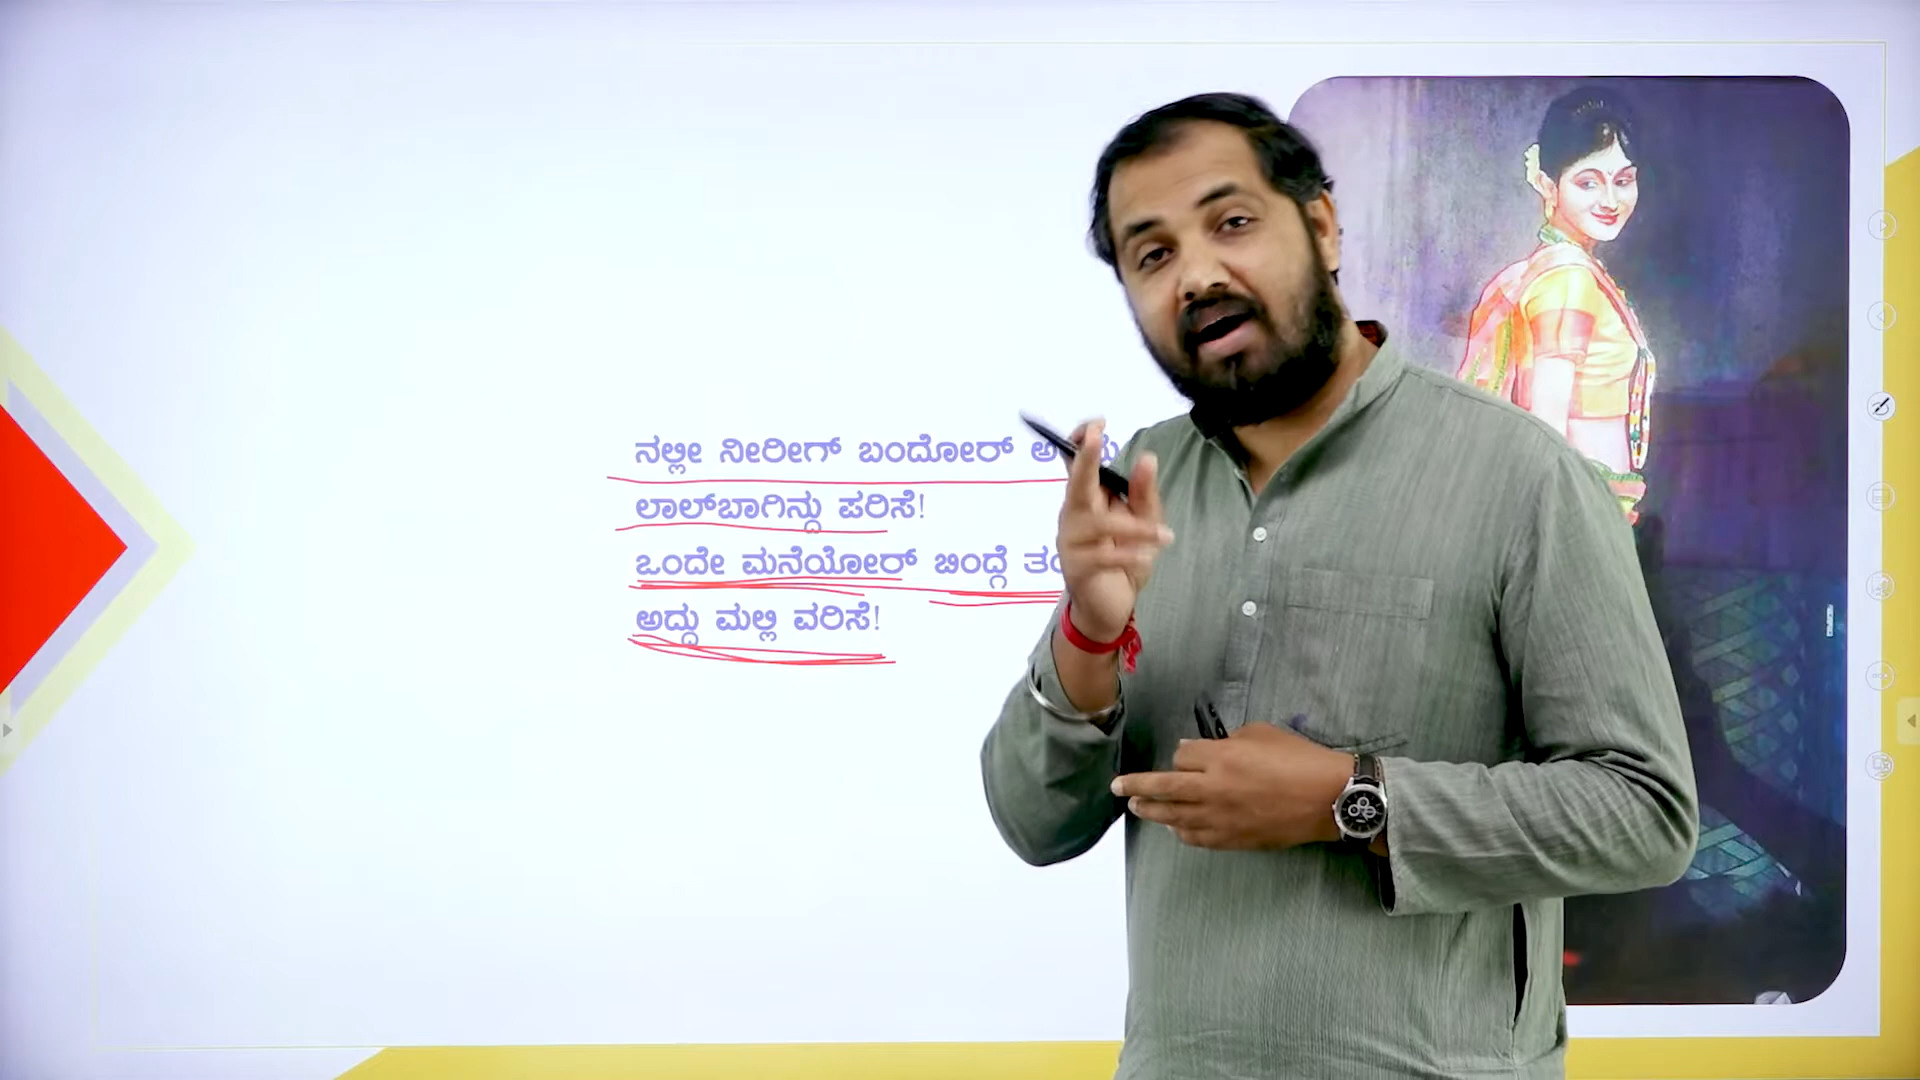 ನಲ್ಲೀ ನೀರೀಗ್ ಬಂದೋರ್
ಲಾಲ್‌ಬಾಗಿನ್ದು ಪರಿಸೆ!
ಒಂದೇ ಮನೆಯೋರ್ ಬಿಂದ್ಗೆ
ಅದ್ದು ಮಲ್ಲಿ ವರಿಸೆ!